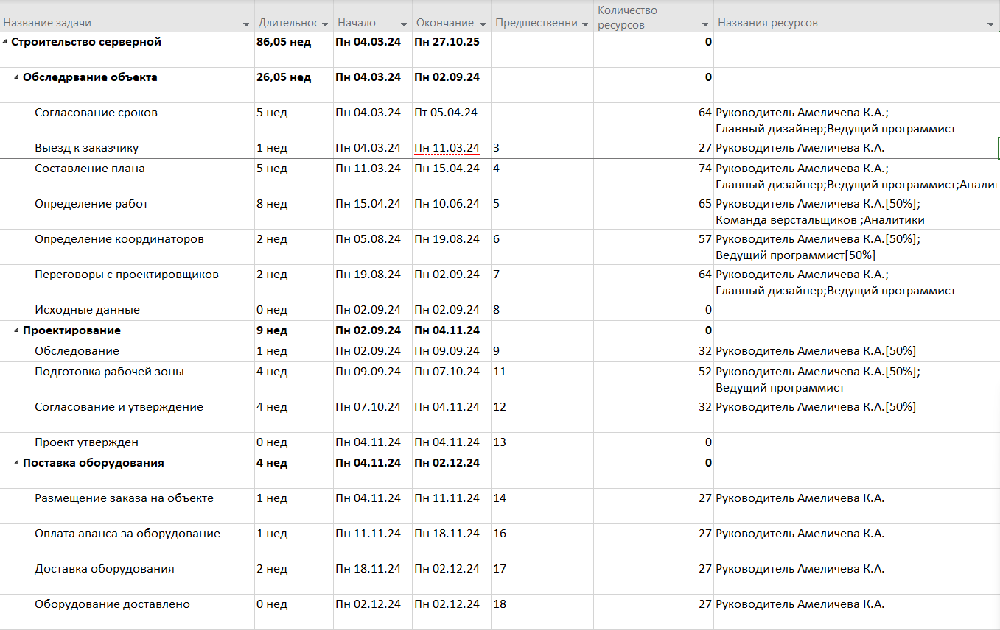 Название задачи Длительнос Начало Окончание Предшественни Количество ресурсов Названия ресурсов
Строительство серверной 86,05 нед Пн 04.03.24 Пн 27.10.25 0
Обследрвание объекта 26,05 нед Пн 04.03.24 Пн 02.09.24 0
Согласование сроков 5 нед Пн 04.03.24 Пт 05.04.24 64 Руководитель Амеличева К.А.;
Главный дизайнер;Ведущий программист
Выезд к заказчику 1 нед Пн 04.03.24 Пн 11.03.24 3 27 Руководитель Амеличева К.А.
Составление плана 5 нед Пн 11.03.24 Пн 15.04.24 4 74 Руководитель Амеличева К.А.;
Главный дизайнер;Ведущий программист;Аналит
Определение работ 8 нед Пн 15.04.24 Пн 10.06.24 5 65 Руководитель Амеличева К.А.[50%];
Команда верстальщиков ;Аналитики
Определение координаторов 2 нед Пн 05.08.24 Пн 19.08.24 6 57 Руководитель Амеличева К.А.[50%];
Ведущий программист[50%]
Переговоры с проектировщиков 2 нед Пн 19.08.24 Пн 02.09.24 7 64 Руководитель Амеличева К.А.;
Главный дизайнер;Ведущий программист
Исходные данные 0 нед Пн 02.09.24 Пн 02.09.24 8 0
Проектирование 9 нед Пн 02.09.24 Пн 04.11.24 0
Обследование 1 нед Пн 02.09.24 Пн 09.09.24 9 32 Руководитель Амеличева К.А.[50%]
Подготовка рабочей зоны 4 нед Пн 09.09.24 Пн 07.10.24 11 52 Руководитель Амеличева К.А.[50%];
Ведущий программист
Согласование и утверждение 4 нед Пн 07.10.24 Пн 04.11.24 12 32 Руководитель Амеличева К.А.[50%]
Проект утвержден 0 нед Пн 04.11.24 Пн 04.11.24 13 0
Поставка оборудования 4 нед Пн 04.11.24 Пн 02.12.24 0
Размещение заказа на объекте 1 нед Пн 04.11.24 Пн 11.11.24 14 27 Руководитель Амеличева К.А.
Оплата аванса за оборудование 1 нед Пн 11.11.24 Пн 18.11.24 16 27 Руководитель Амеличева К.А.
Доставка оборудования 2 нед Пн 18.11.24 Пн 02.12.24 17 27 Руководитель Амеличева К.А.
Оборудование доставлено 0 нед Пн 02.12.24 Пн 02.12.24 18 27 Руководитель Амеличева К.А.